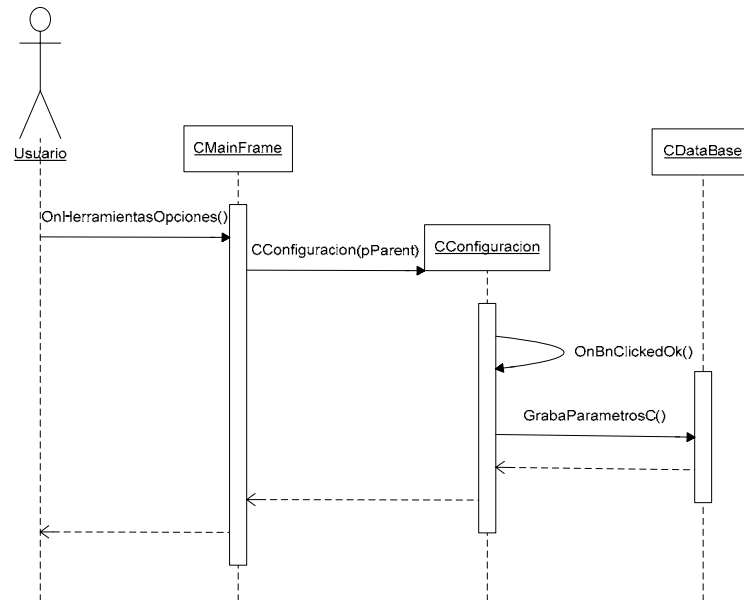 CMainFrame
CDataBase
Usuario
OnHerramientasOpciones()
CConfiguracion(pParent)
CConfiguracion
OnBnClickedOk()
GrabaParametrosC()